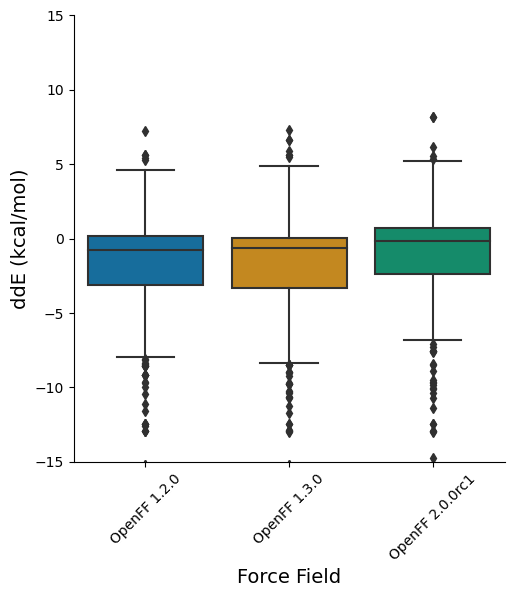 15
10
5
0
−5
−10
−15
ddE (kcal/mol)
OpenFF 1.2.0
OpenFF 1.3.0
OpenFF 2.0.0rc1
Force Field